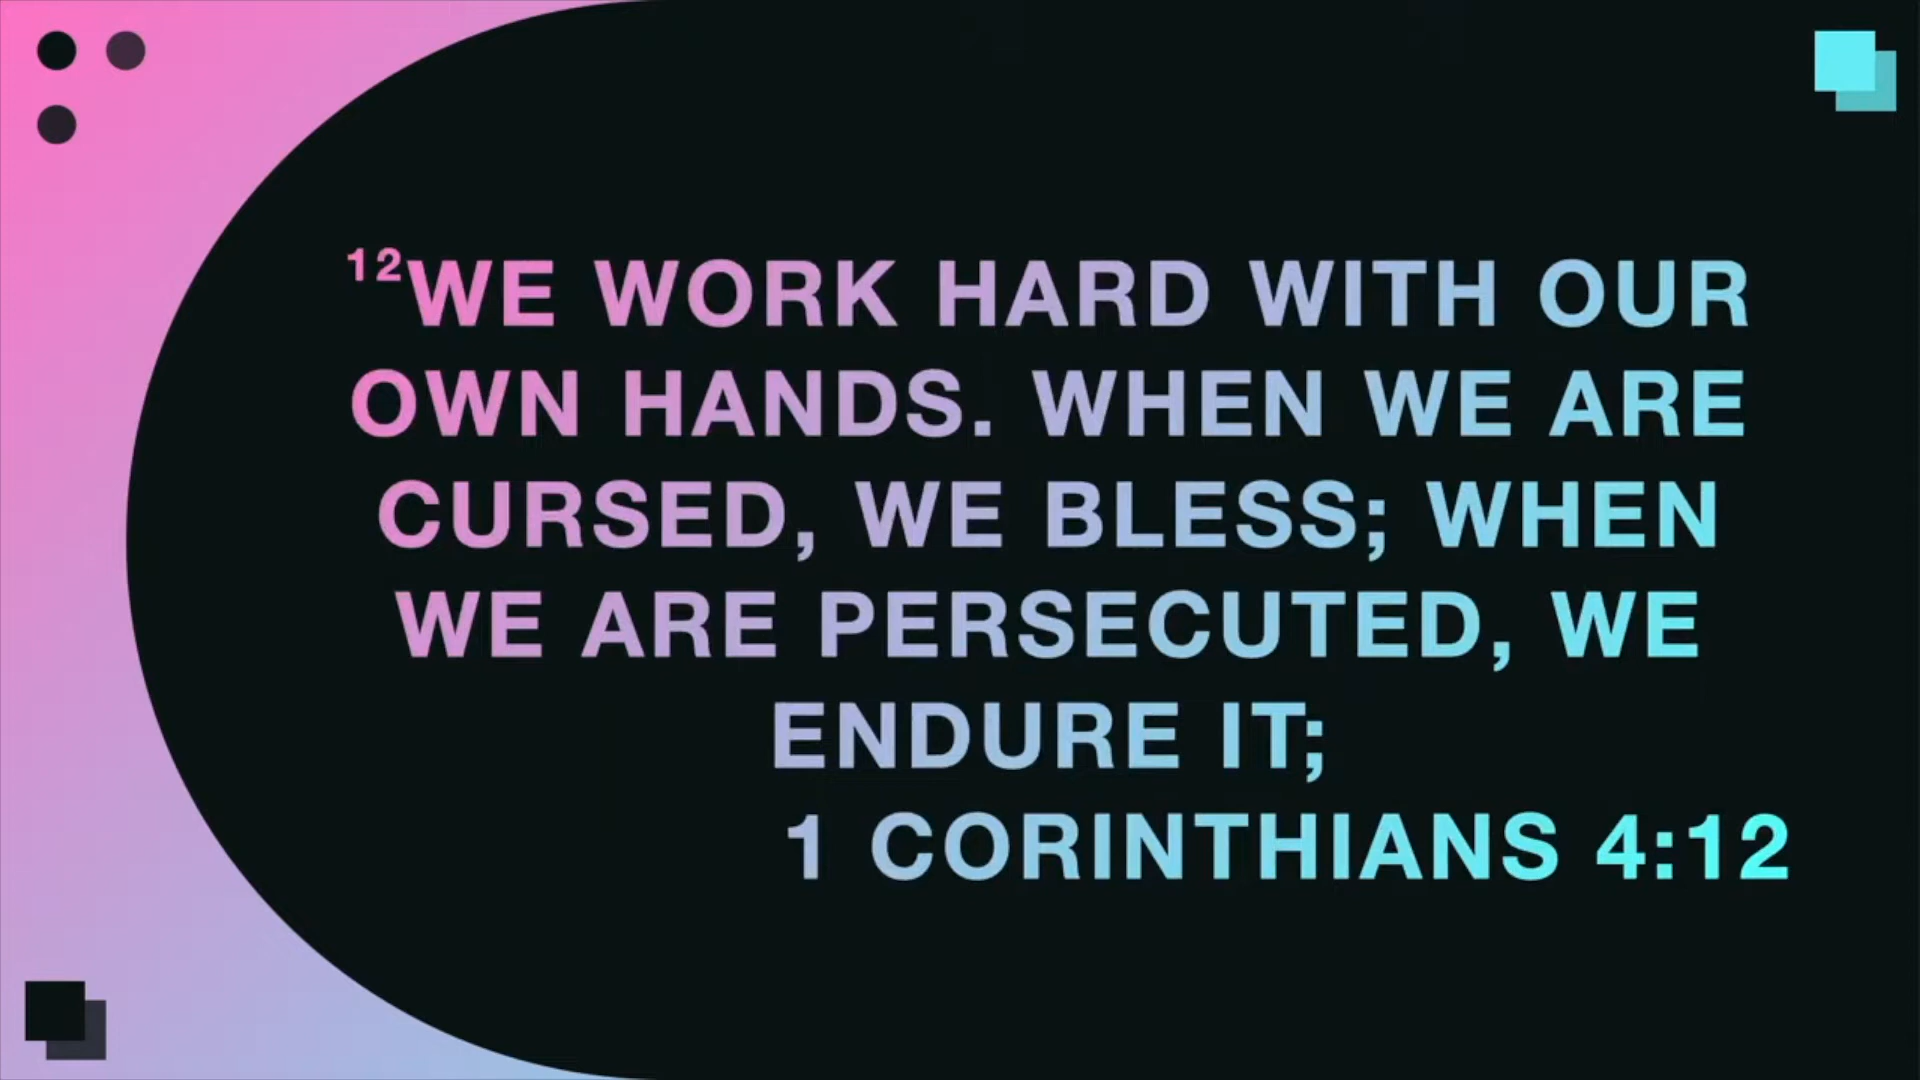 ¹²WE WORK HARD WITH OUR
OWN HANDS. WHEN WE ARE
CURSED, WE BLESS; WHEN
WE ARE PERSECUTED, WE
ENDURE IT;
1 CORINTHIANS 4:12